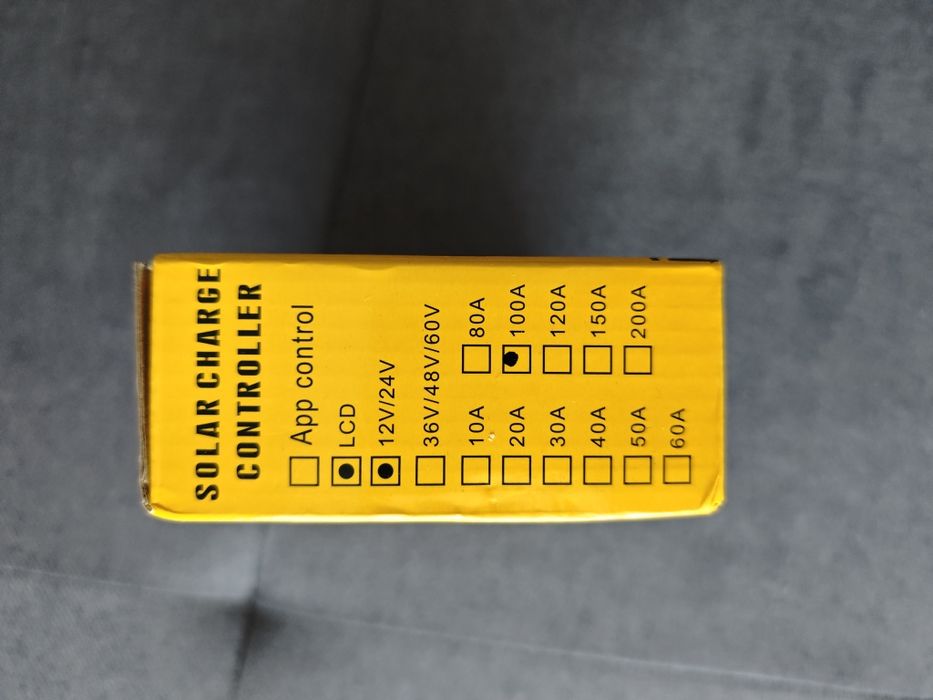 SOLAR CHARGE
CONTROLLER
App control
LCD
12V/24V
36V/48V/60V
10A 80A
20A 100A
30A 120A
40A 150A
50A 200A
60A